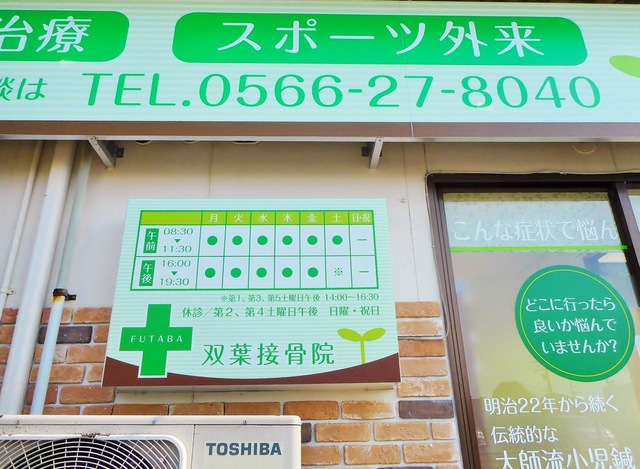 治療 スポーツ外来
談は TEL.0566-27-8040
月 火 水 木 金 土 日・祝
午前 08:30▼11:30 ● ● ● ● ● ● ー
午後 16:00▼19:30 ● ● ● ● ● ※ ー
※第1、第3、第5土曜日午後 14:00〜16:30
休診／第2、第4土曜日午後 日曜・祝日
FUTABA
双葉接骨院
TOSHIBA
こんな症状で悩ん
どこに行ったら
良いか悩んで
いませんか?
明治22年から続く
伝統的な
大師流小児鍼